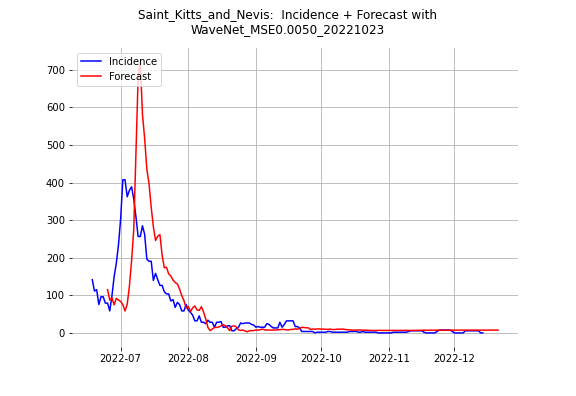 Saint_Kitts_and_Nevis:  Incidence + Forecast with
WaveNet_MSE0.0050_20221023
Incidence
Forecast
700
600
500
400
300
200
100
0
2022-07 2022-08 2022-09 2022-10 2022-11 2022-12